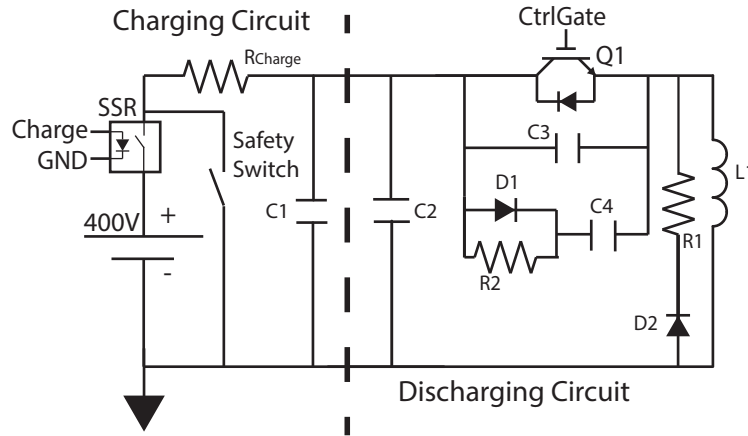 Charging Circuit
CtrlGate
Q1
RCharge
SSR
Charge
GND
Safety
Switch
C3
D1
C4
L1
400V
+
-
C1
C2
R2
R1
D2
Discharging Circuit